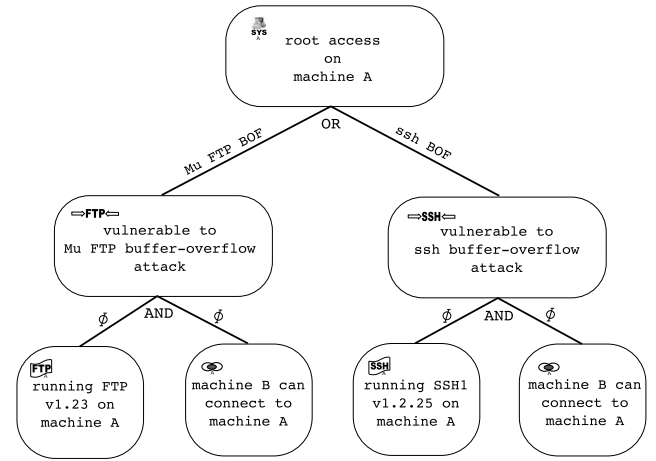 SYS
A
root access
on
machine A
OR
Mu FTP BOF
ssh BOF
⇒FTP⇐
vulnerable to
Mu FTP buffer-overflow
attack
⇒SSH⇐
vulnerable to
ssh buffer-overflow
attack
Φ
AND
Φ
Φ
AND
Φ
FTP
A
running FTP
v1.23 on
machine A
A
machine B can
connect to
machine A
SSH
A
running SSH1
v1.2.25 on
machine A
A
machine B can
connect to
machine A